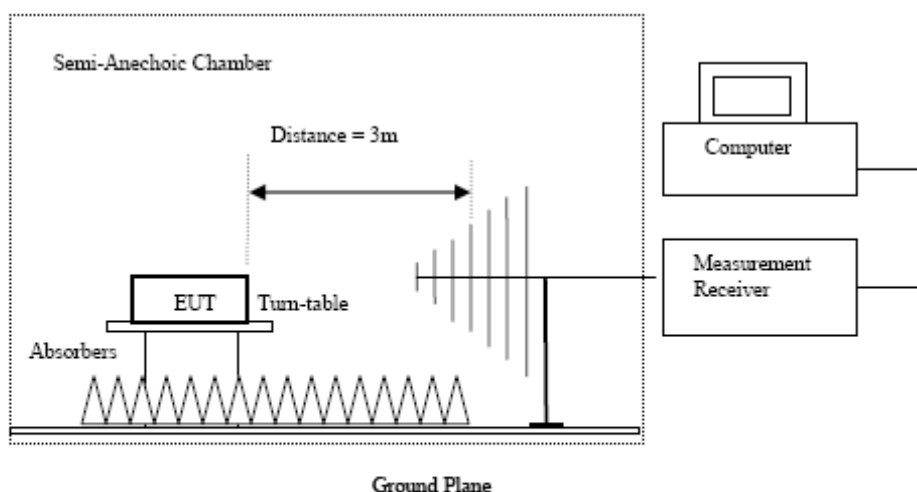 Semi-Anechoic Chamber
Distance = 3m
Computer
Measurement
Receiver
EUT
Turn-table
Absorbers
Ground Plane